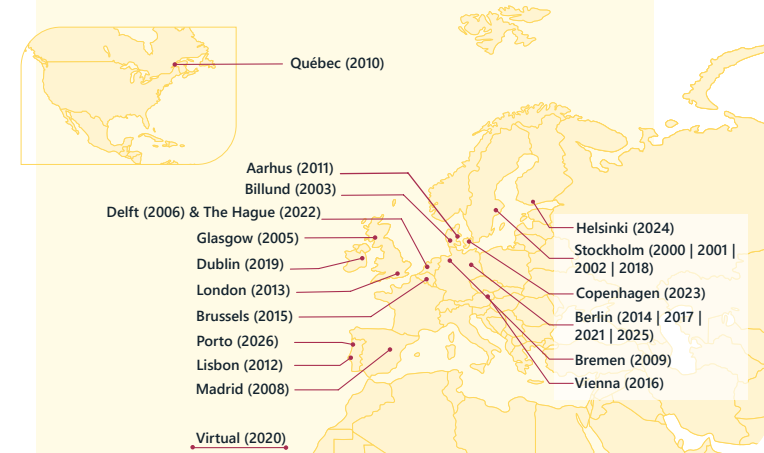 Québec (2010)
Aarhus (2011)
Billund (2003)
Delft (2006) & The Hague (2022)
Glasgow (2005)
Dublin (2019)
London (2013)
Brussels (2015)
Porto (2026)
Lisbon (2012)
Madrid (2008)
Virtual (2020)
Helsinki (2024)
Stockholm (2000 | 2001 |
2002 | 2018)
Copenhagen (2023)
Berlin (2014 | 2017 |
2021 | 2025)
Bremen (2009)
Vienna (2016)